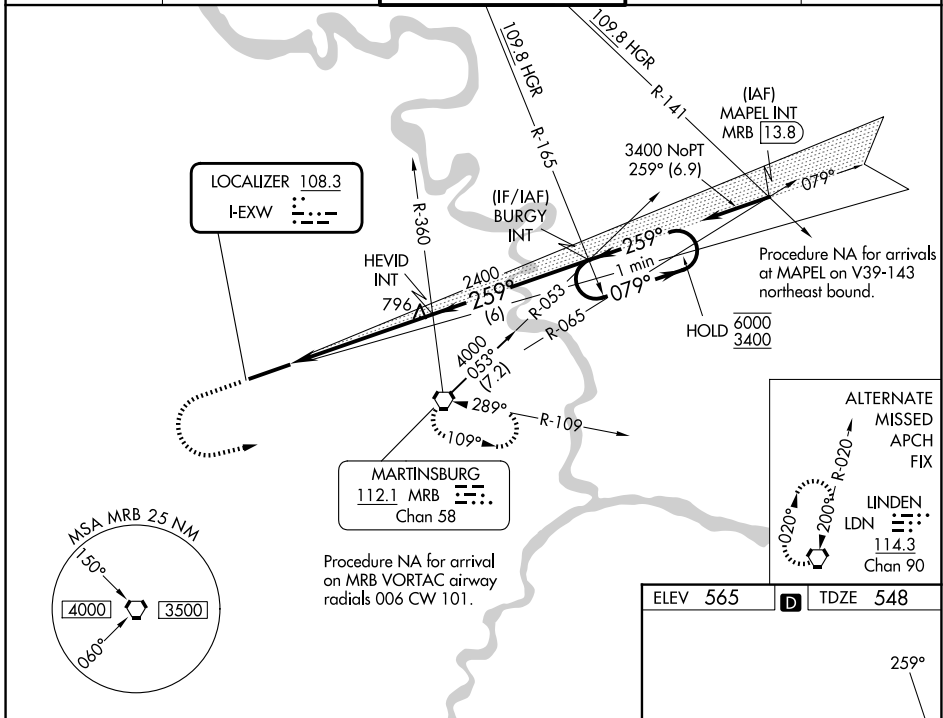 109.8 HGR
R-165
109.8 HGR
R-141
(IAF)
MAPEL INT
MRB 13.8
3400 NoPT
259° (6.9)
079°
LOCALIZER 108.3
I-EXW
R-360
(IF/IAF)
BURGY
INT
HEVID
INT
796
2400
259°
(6)
259°
1 min
079°
R-053
R-065
Procedure NA for arrivals
at MAPEL on V39-143
northeast bound.
HOLD 6000
3400
4000
053°
(7.2)
289°
R-109
109°
MARTINSBURG
112.1 MRB
Chan 58
ALTERNATE
MISSED
APCH
FIX
R-020
020°
200°
LINDEN
LDN
114.3
Chan 90
MSA MRB 25 NM
150°
4000
3500
060°
Procedure NA for arrival
on MRB VORTAC airway
radials 006 CW 101.
ELEV 565 D TDZE 548
259°